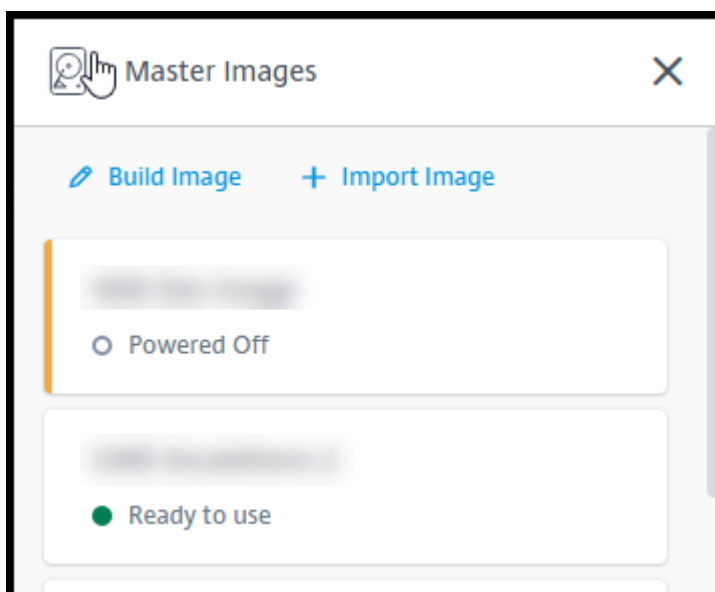 Master Images
Build Image
Import Image
Powered Off
Ready to use